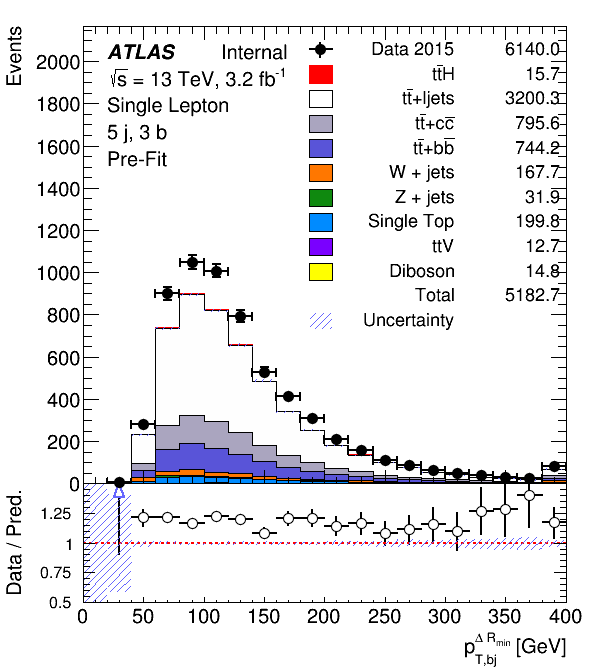 Events
ATLAS Internal
√s = 13 TeV, 3.2 fb⁻¹
Single Lepton
5 j, 3 b
Pre-Fit
Data 2015 6140.0
tt̄H 15.7
tt̄+ljets 3200.3
tt̄+cc̄ 795.6
tt̄+bb̄ 744.2
W + jets 167.7
Z + jets 31.9
Single Top 199.8
ttV 12.7
Diboson 14.8
Total 5182.7
Uncertainty
2000
1800
1600
1400
1200
1000
800
600
400
200
0
Data / Pred.
1.25
1
0.75
0.5
0 50 100 150 200 250 300 350 400
p_{T,bj}^{Δ R_{min}} [GeV]